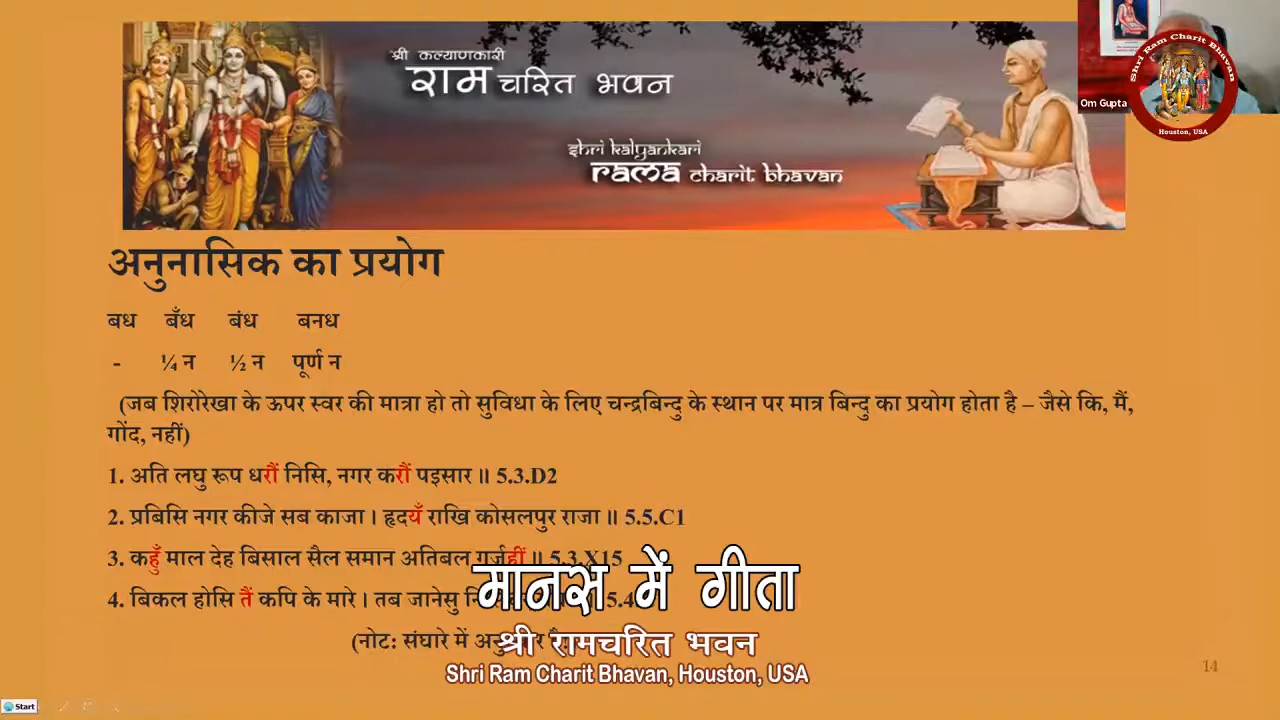 श्री कल्याणकारी
राम चरित भवन
shri kalyankari
rama charit bhavan
Om Gupta
Shri Ram Charit Bhavan
Houston, USA
अनुनासिक का प्रयोग
बध बँध बंध बनध
- ¼ न ½ न पूर्ण न
(जब शिरोरेखा के ऊपर स्वर की मात्रा हो तो सुविधा के लिए चन्द्रबिन्दु के स्थान पर मात्र बिन्दु का प्रयोग होता है – जैसे कि, मैं,
गोंद, नहीं)
1. अति लघु रूप धरौं निसि, नगर करौं पइसार ॥ 5.3.D2
2. प्रबिसि नगर कीजे सब काजा । हृदयँ राखि कोसलपुर राजा ॥ 5.5.C1
3. कहुँ माल देह बिसाल सैल समान अतिबल गर्जहीं ॥ 5.3.X15
4. बिकल होसि तैं कपि के मारे । तब जानेसु
(नोट: संघारे में
मानस में गीता
श्री रामचरित भवन
Shri Ram Charit Bhavan, Houston, USA
14
Start